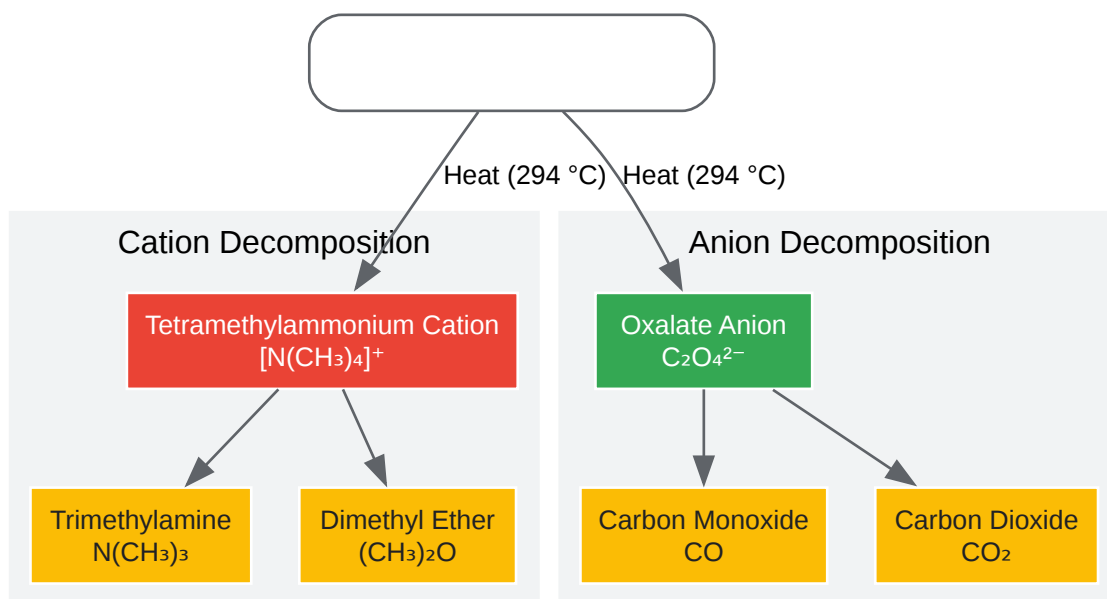 Heat (294 °C)
Heat (294 °C)
Cation Decomposition
Anion Decomposition
Tetramethylammonium Cation
[N(CH₃)₄]⁺
Oxalate Anion
C₂O₄²⁻
Trimethylamine
N(CH₃)₃
Dimethyl Ether
(CH₃)₂O
Carbon Monoxide
CO
Carbon Dioxide
CO₂